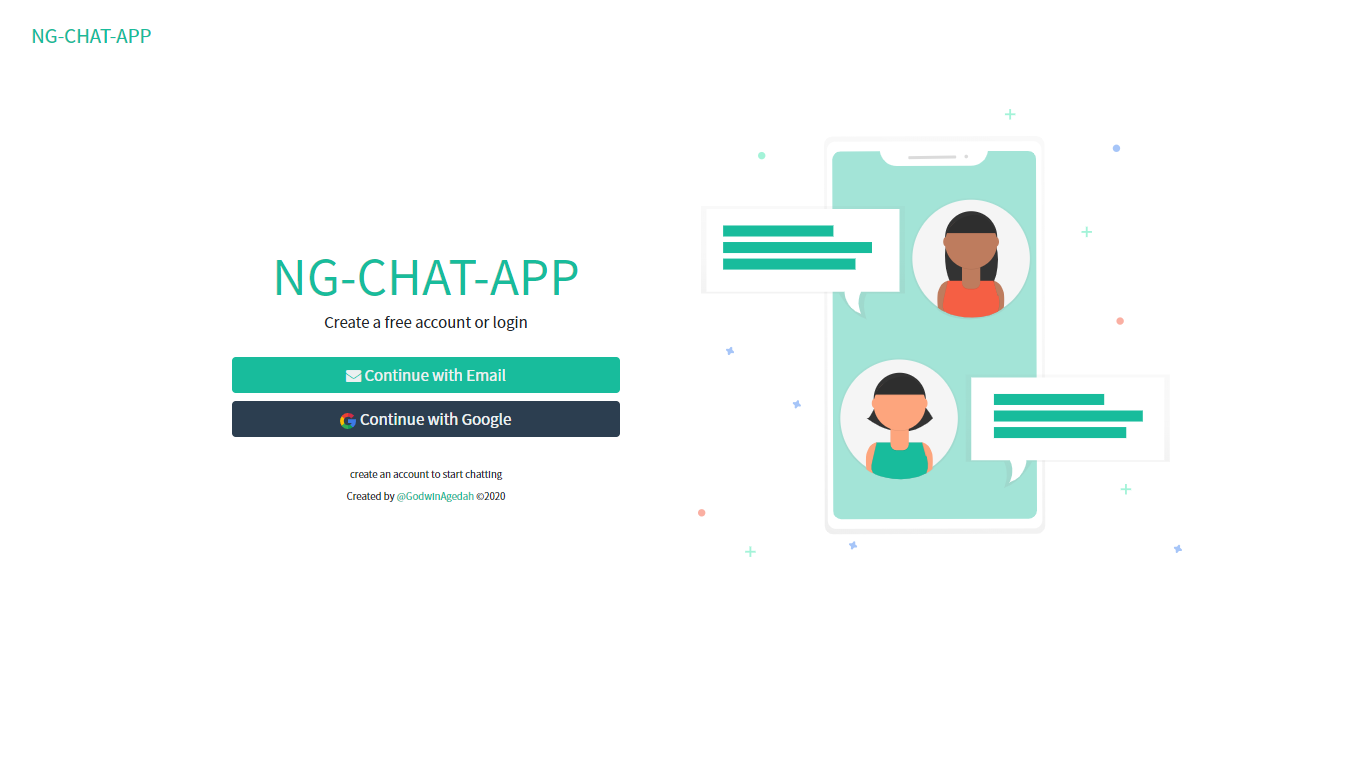 NG-CHAT-APP
NG-CHAT-APP
Create a free account or login
Continue with Email
Continue with Google
create an account to start chatting
Created by @GodwinAgedah ©2020